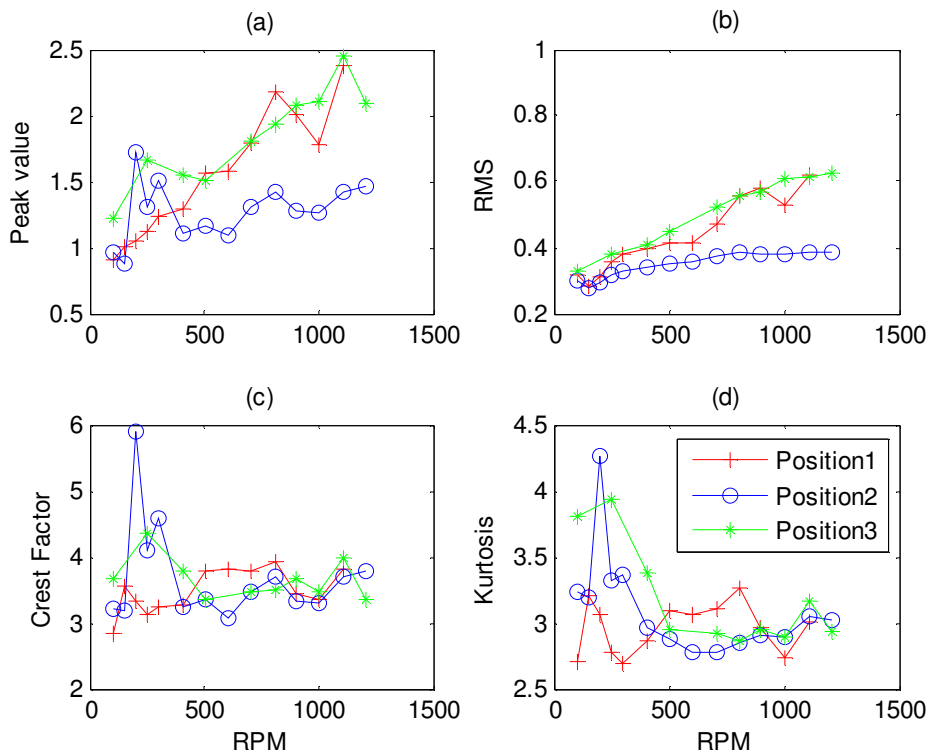 (a)
Peak value
2.5
2
1.5
1
0.5
0
500
1000
1500
(b)
RMS
1
0.8
0.6
0.4
0.2
0
500
1000
1500
(c)
Crest Factor
6
5
4
3
2
0
500
1000
1500
RPM
(d)
Kurtosis
4.5
4
3.5
3
2.5
0
500
1000
1500
RPM
Position1
Position2
Position3